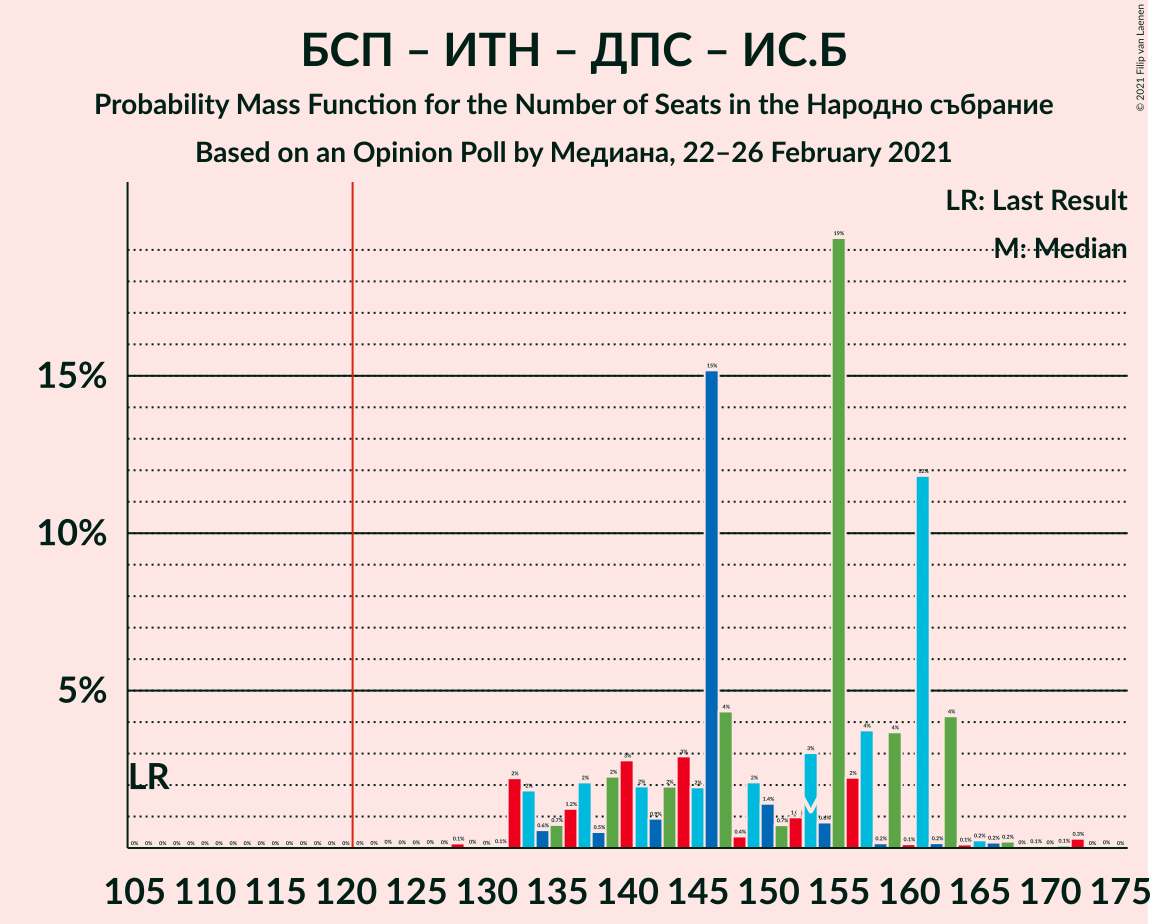 БСП – ИТН – ДПС – ИС.Б
Probability Mass Function for the Number of Seats in the Народно събрание
Based on an Opinion Poll by Медиана, 22–26 February 2021
© 2021 Filip van Laenen
LR: Last Result
M: Median
15%
10%
5%
LR
105 110 115 120 125 130 135 140 145 150 155 160 165 170 175